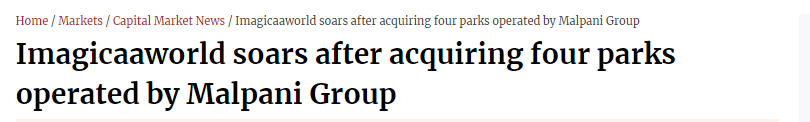 Home / Markets / Capital Market News / Imagicaaworld soars after acquiring four parks operated by Malpani Group
Imagicaaworld soars after acquiring four parks
operated by Malpani Group